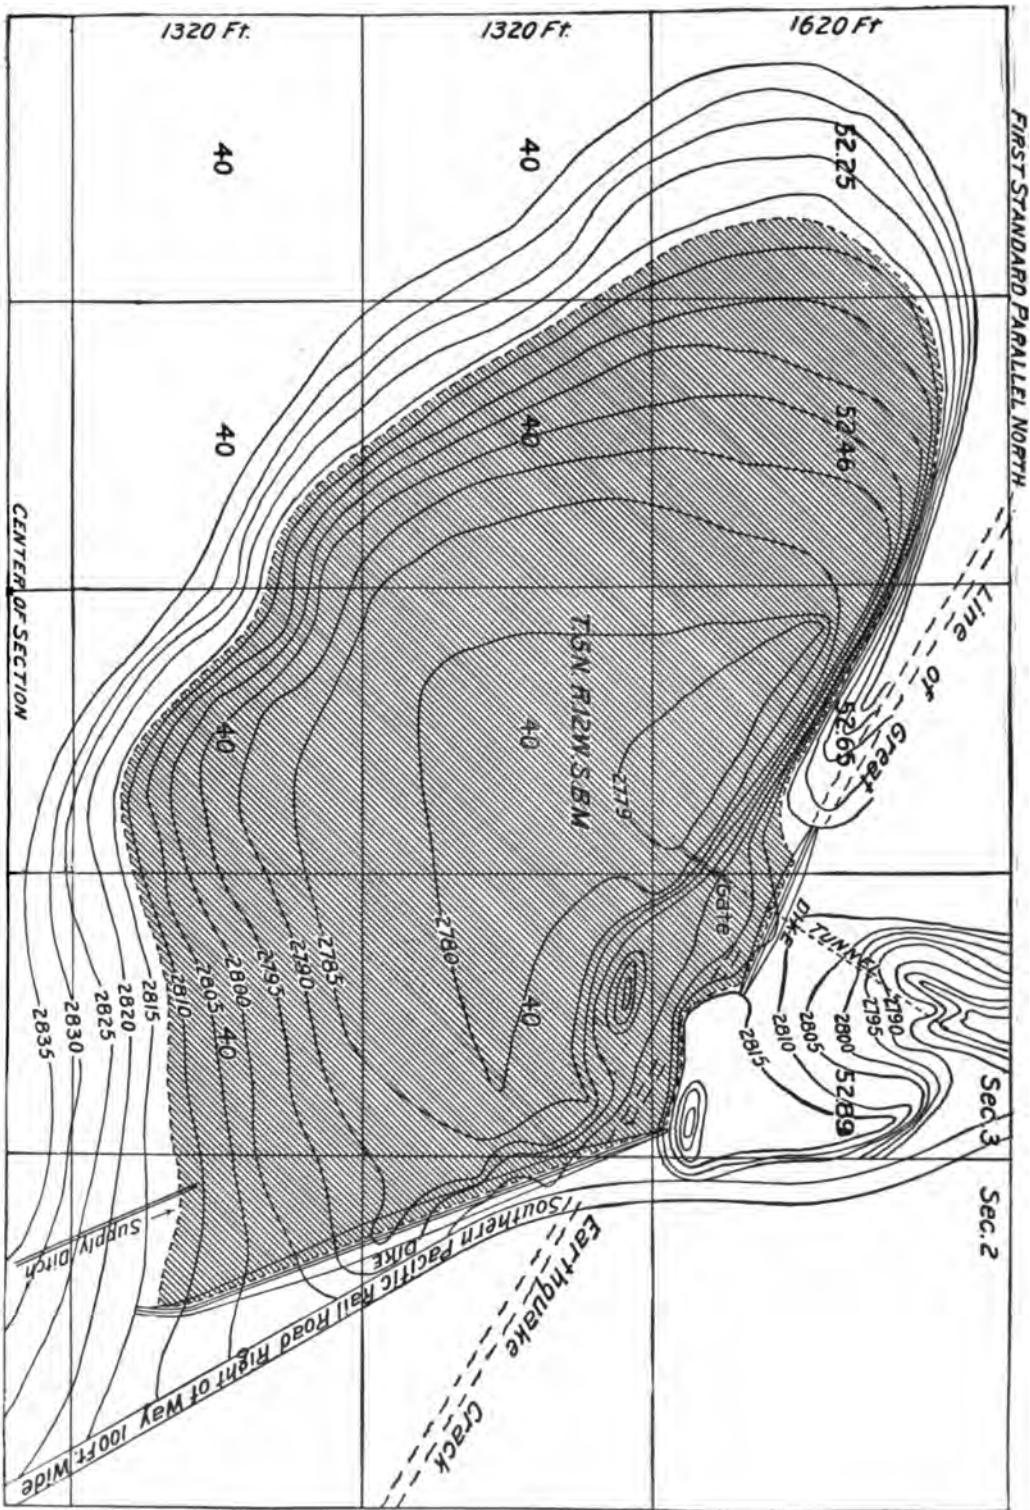 1320 Ft.
1320 Ft.
1620 Ft
FIRST STANDARD PARALLEL NORTH
40
40
52.25
40
40
52.46
Line of Great
Earthquake Crack
CENTER OF SECTION
T.5N.R.12W.S.B.M
40
40
52.65
2779
Gate
DIKE
TUNNEL
2780
2785
2790
2795
2800
2805
2810
2815
2820
2825
2830
2835
40
40
2815
2810
2805
2800
2795
2790
52.89
Sec.3
Sec.2
Supply Ditch
DIKE
Southern Pacific Rail Road Right of Way 100 Ft. Wide